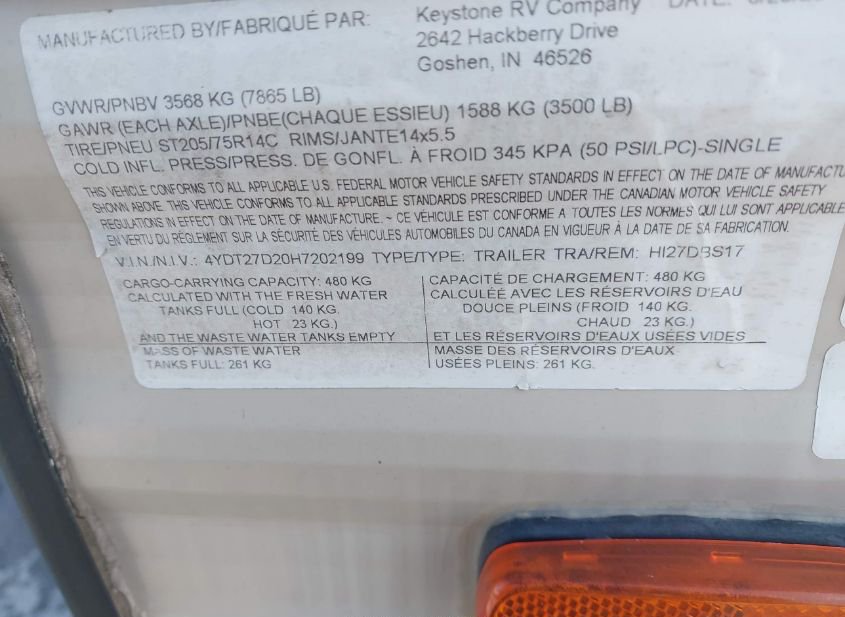 MANUFACTURED BY/FABRIQUÉ PAR: Keystone RV Company DATE:
2642 Hackberry Drive
Goshen, IN 46526
GVWR/PNBV 3568 KG (7865 LB)
GAWR (EACH AXLE)/PNBE(CHAQUE ESSIEU) 1588 KG (3500 LB)
TIRE/PNEU ST205/75R14C RIMS/JANTE14x5.5
COLD INFL. PRESS/PRESS. DE GONFL. À FROID 345 KPA (50 PSI/LPC)-SINGLE
THIS VEHICLE CONFORMS TO ALL APPLICABLE U.S. FEDERAL MOTOR VEHICLE SAFETY STANDARDS IN EFFECT ON THE DATE OF MANUFACTU
SHOWN ABOVE. THIS VEHICLE CONFORMS TO ALL APPLICABLE STANDARDS PRESCRIBED UNDER THE CANADIAN MOTOR VEHICLE SAFETY
REGULATIONS IN EFFECT ON THE DATE OF MANUFACTURE. ~ CE VÉHICULE EST CONFORME A TOUTES LES NORMES QUI LUI SONT APPLICABLE
EN VERTU DU RÉGLEMENT SUR LA SÉCURITÉ DES VÉHICULES AUTOMOBILES DU CANADA EN VIGUEUR À LA DATE DE SA FABRICATION.
V.I.N./N.I.V.: 4YDT27D20H7202199 TYPE/TYPE: TRAILER TRA/REM: HI27DBS17
CARGO-CARRYING CAPACITY: 480 KG
CALCULATED WITH THE FRESH WATER
TANKS FULL (COLD 140 KG.
HOT 23 KG.)
AND THE WASTE WATER TANKS EMPTY
MASS OF WASTE WATER
TANKS FULL: 261 KG
CAPACITÉ DE CHARGEMENT: 480 KG
CALCULÉE AVEC LES RÉSERVOIRS D'EAU
DOUCE PLEINS (FROID 140 KG.
CHAUD 23 KG.)
ET LES RÉSERVOIRS D'EAUX USÉES VIDES
MASSE DES RÉSERVOIRS D'EAUX
USÉES PLEINS: 261 KG.